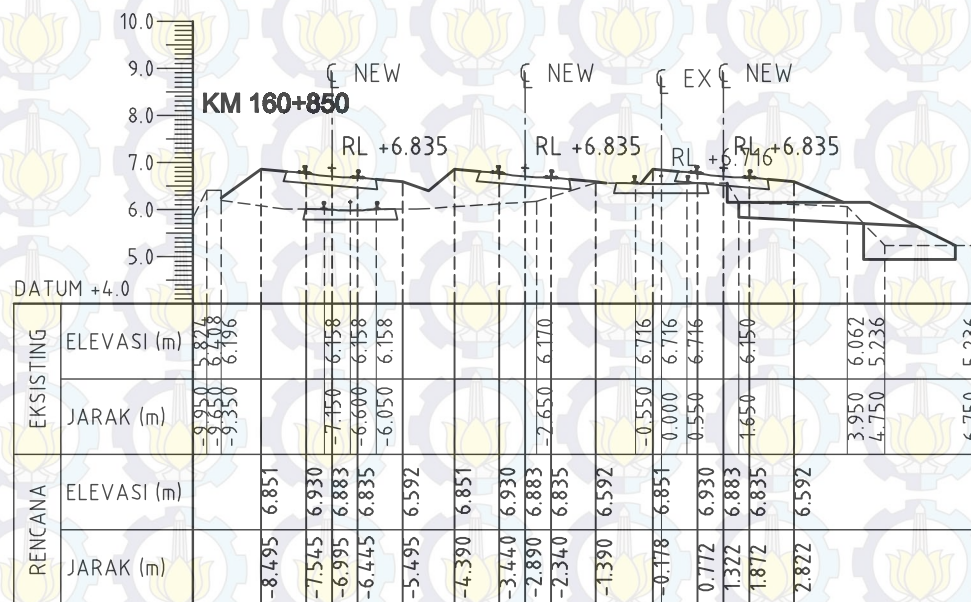 10.0
9.0
8.0
7.0
6.0
5.0
KM 160+850
℄ NEW
℄ NEW
℄ EX
℄ NEW
RL +6.835
RL +6.835
RL +6.716
RL +6.835
DATUM +4.0
EKSISTING
ELEVASI (m)
5.824 6.408 6.196 6.158 6.158 6.158 6.170 6.716 6.716 6.716 6.150 6.062 5.236 5.236
JARAK (m)
-9.950 -9.650 -9.350 -7.150 -6.600 -6.050 -2.650 -0.550 0.000 0.550 1.650 3.950 4.750 6.750
RENCANA
ELEVASI (m)
6.851 6.930 6.883 6.835 6.592 6.851 6.930 6.883 6.835 6.592 6.851 6.930 6.883 6.835 6.592
JARAK (m)
-8.495 -7.545 -6.995 -6.445 -5.495 -4.390 -3.440 -2.890 -2.340 -1.390 -0.178 0.772 1.322 1.872 2.822